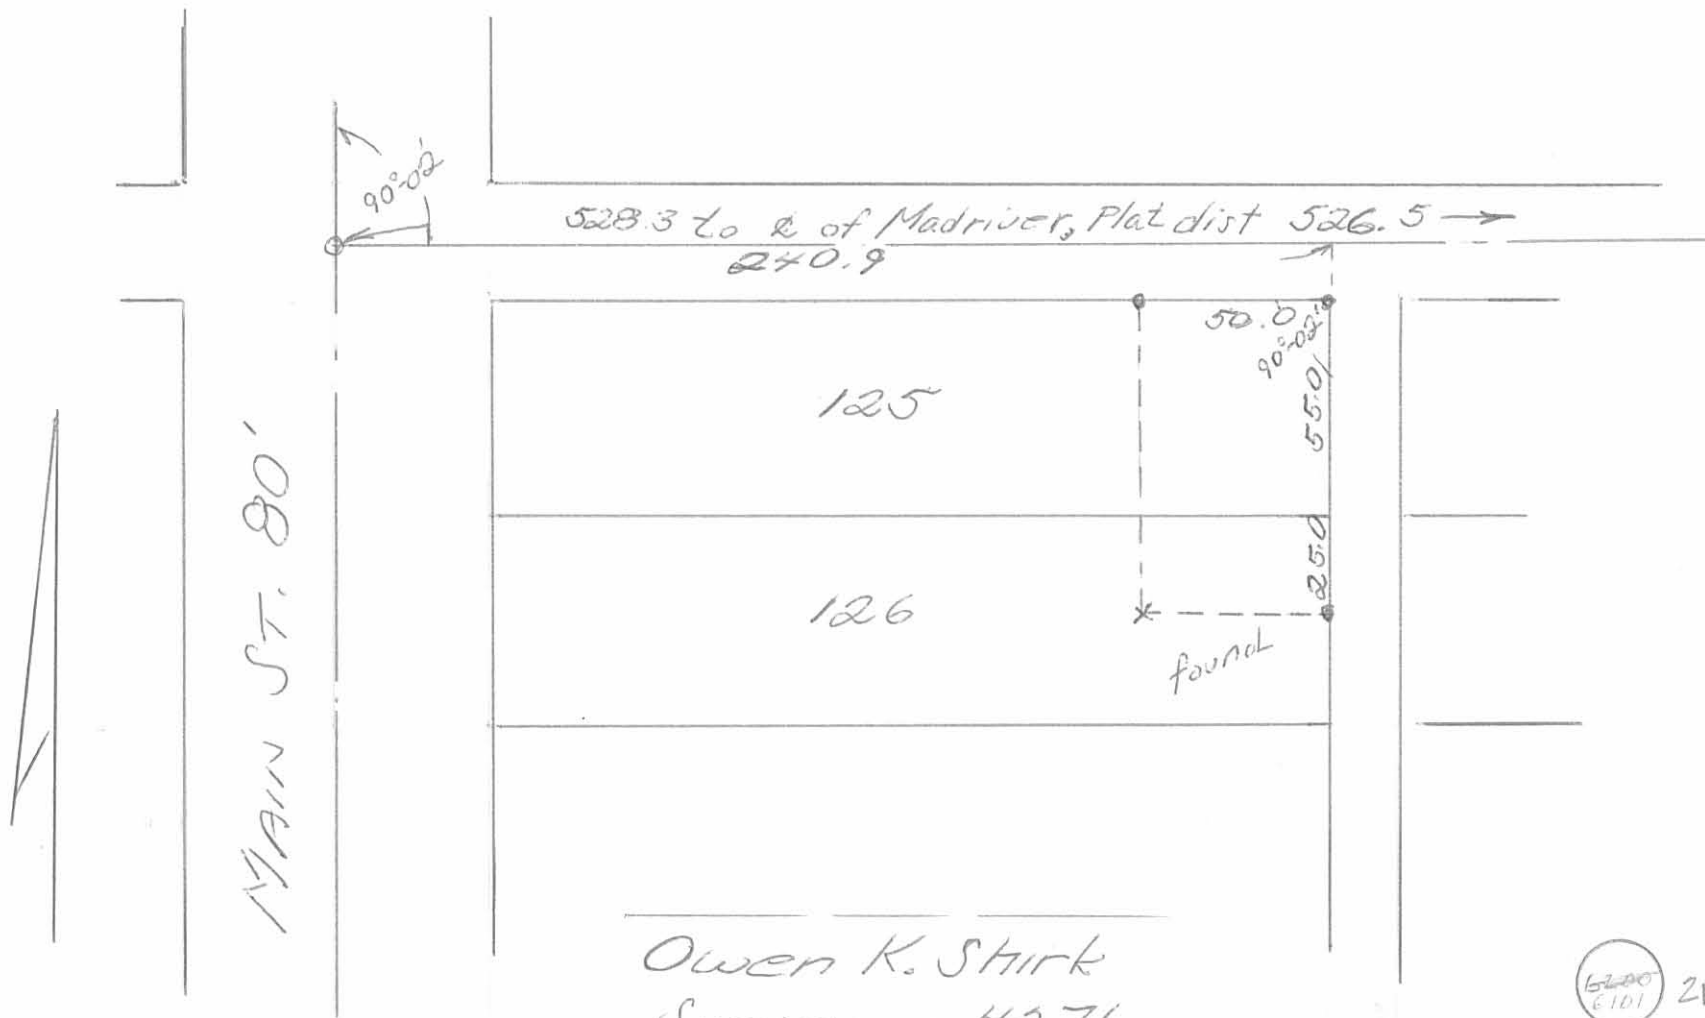 90°-02'
528.3 to ℄ of Madriver, Plat dist 526.5
240.9
50.0
90°-02'
55.0
125
MAIN ST. 80'
25.0
126
found
Owen K. Shirk
6101